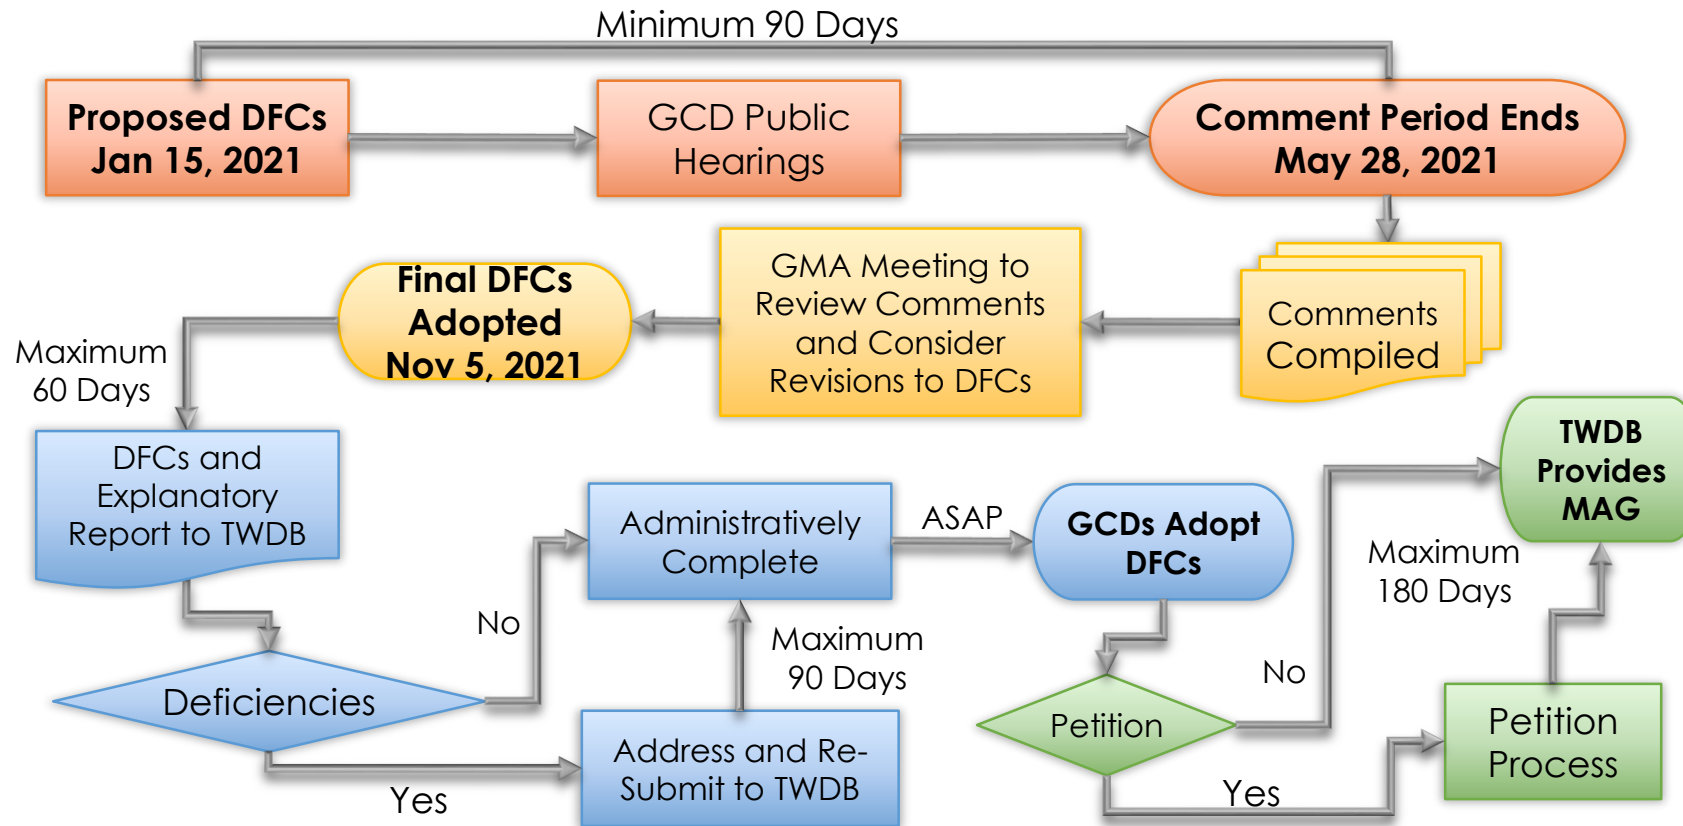 Minimum 90 Days
Proposed DFCs
Jan 15, 2021
GCD Public
Hearings
Comment Period Ends
May 28, 2021
Comments
Compiled
GMA Meeting to
Review Comments
and Consider
Revisions to DFCs
Final DFCs
Adopted
Nov 5, 2021
Maximum
60 Days
DFCs and
Explanatory
Report to TWDB
Deficiencies
No
Yes
Address and Re-
Submit to TWDB
Maximum
90 Days
Administratively
Complete
ASAP
GCDs Adopt
DFCs
Petition
No
Yes
Petition
Process
Maximum
180 Days
TWDB
Provides
MAG